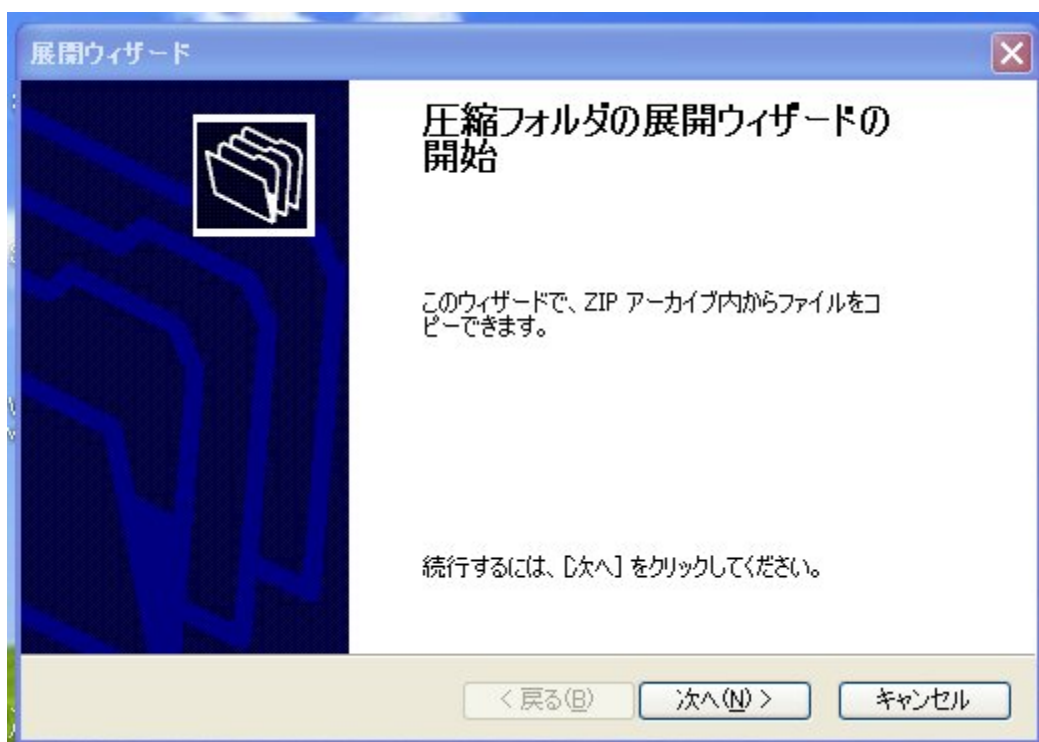 展開ウィザード
圧縮フォルダの展開ウィザードの
開始
このウィザードで、ZIP アーカイブ内からファイルをコ
ピーできます。
続行するには、[次へ] をクリックしてください。
< 戻る(B)
次へ(N) >
キャンセル